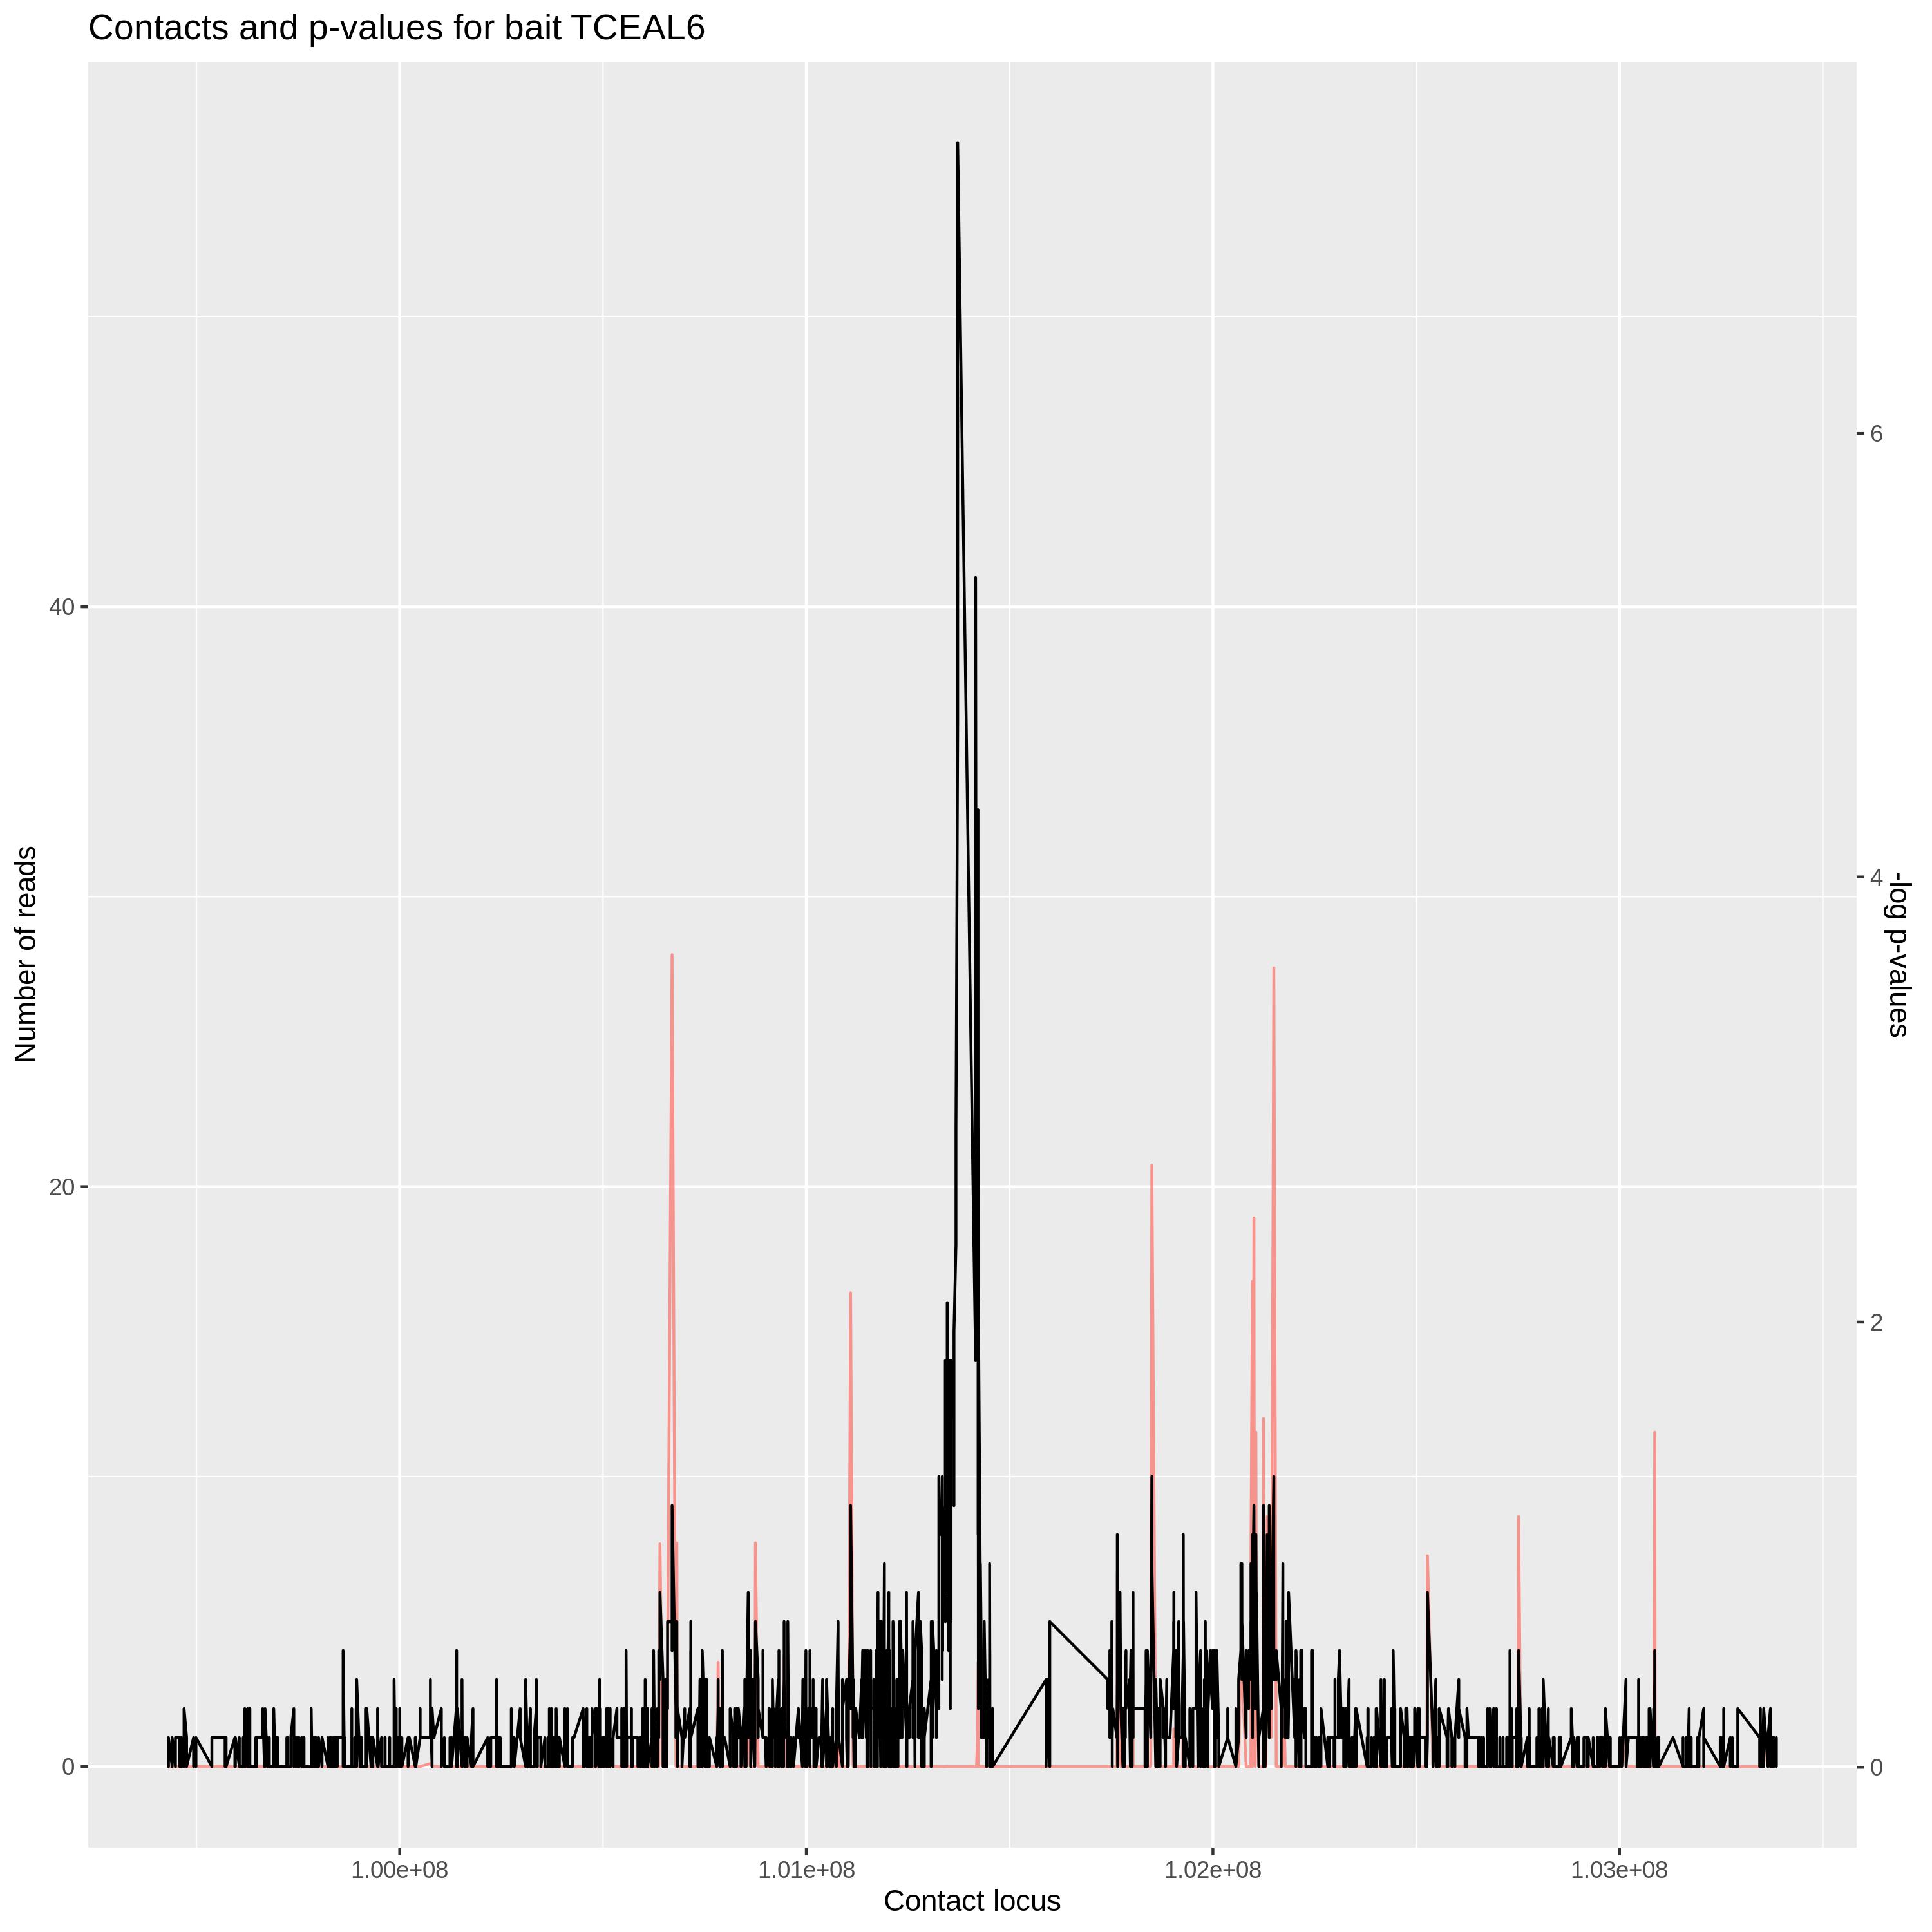 Contacts and p-values for bait TCEAL6
Number of reads
40
20
0
6
4
2
0
-log p-values
1.00e+08
1.01e+08
1.02e+08
1.03e+08
Contact locus